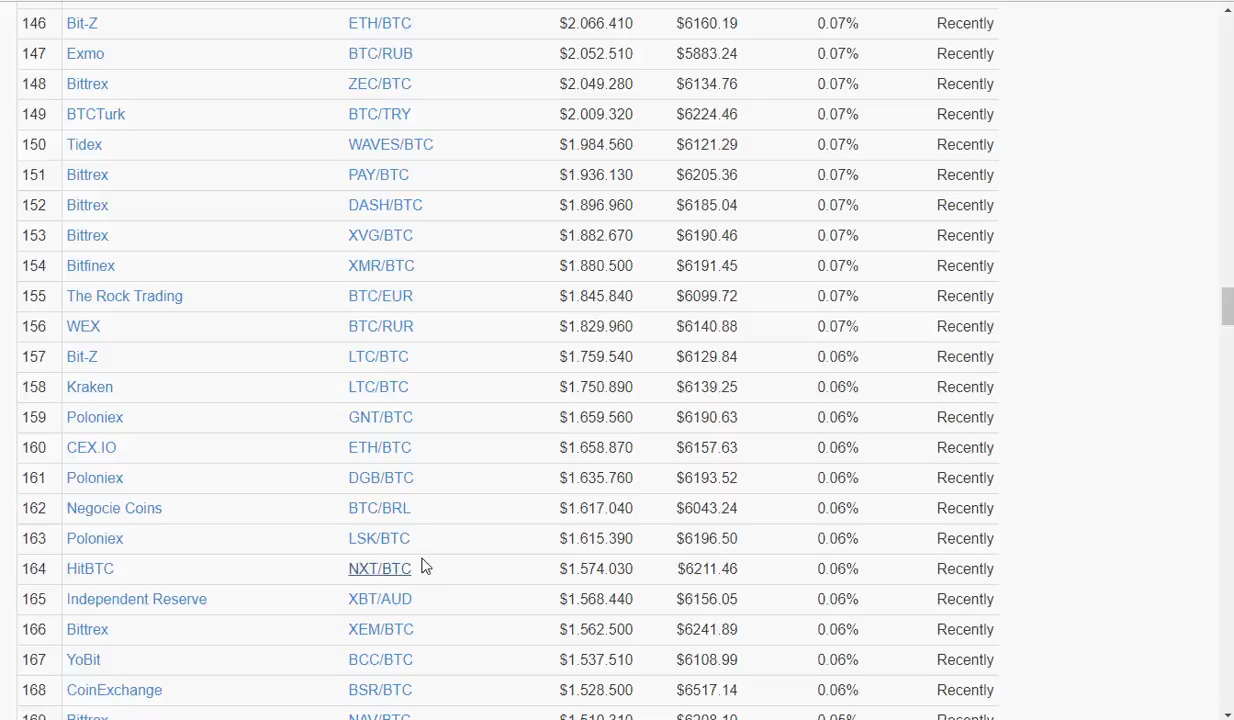 146 Bit-Z ETH/BTC $2.066.410 $6160.19 0.07% Recently
147 Exmo BTC/RUB $2.052.510 $5883.24 0.07% Recently
148 Bittrex ZEC/BTC $2.049.280 $6134.76 0.07% Recently
149 BTCTurk BTC/TRY $2.009.320 $6224.46 0.07% Recently
150 Tidex WAVES/BTC $1.984.560 $6121.29 0.07% Recently
151 Bittrex PAY/BTC $1.936.130 $6205.36 0.07% Recently
152 Bittrex DASH/BTC $1.896.960 $6185.04 0.07% Recently
153 Bittrex XVG/BTC $1.882.670 $6190.46 0.07% Recently
154 Bitfinex XMR/BTC $1.880.500 $6191.45 0.07% Recently
155 The Rock Trading BTC/EUR $1.845.840 $6099.72 0.07% Recently
156 WEX BTC/RUR $1.829.960 $6140.88 0.07% Recently
157 Bit-Z LTC/BTC $1.759.540 $6129.84 0.06% Recently
158 Kraken LTC/BTC $1.750.890 $6139.25 0.06% Recently
159 Poloniex GNT/BTC $1.659.560 $6190.63 0.06% Recently
160 CEX.IO ETH/BTC $1.658.870 $6157.63 0.06% Recently
161 Poloniex DGB/BTC $1.635.760 $6193.52 0.06% Recently
162 Negocie Coins BTC/BRL $1.617.040 $6043.24 0.06% Recently
163 Poloniex LSK/BTC $1.615.390 $6196.50 0.06% Recently
164 HitBTC NXT/BTC $1.574.030 $6211.46 0.06% Recently
165 Independent Reserve XBT/AUD $1.568.440 $6156.05 0.06% Recently
166 Bittrex XEM/BTC $1.562.500 $6241.89 0.06% Recently
167 YoBit BCC/BTC $1.537.510 $6108.99 0.06% Recently
168 CoinExchange BSR/BTC $1.528.500 $6517.14 0.06% Recently
169 Bittrex NAV/BTC $1.510.310 $6208.10 0.05% Recently